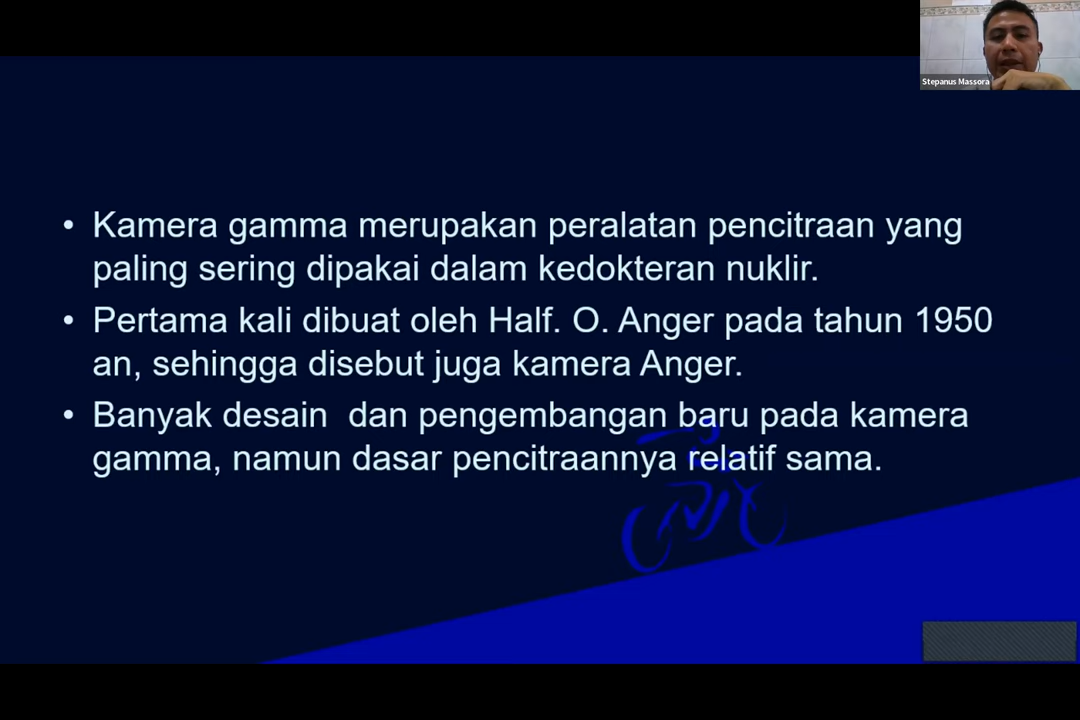 Stepanus Massora
• Kamera gamma merupakan peralatan pencitraan yang
paling sering dipakai dalam kedokteran nuklir.
• Pertama kali dibuat oleh Half. O. Anger pada tahun 1950
an, sehingga disebut juga kamera Anger.
• Banyak desain  dan pengembangan baru pada kamera
gamma, namun dasar pencitraannya relatif sama.